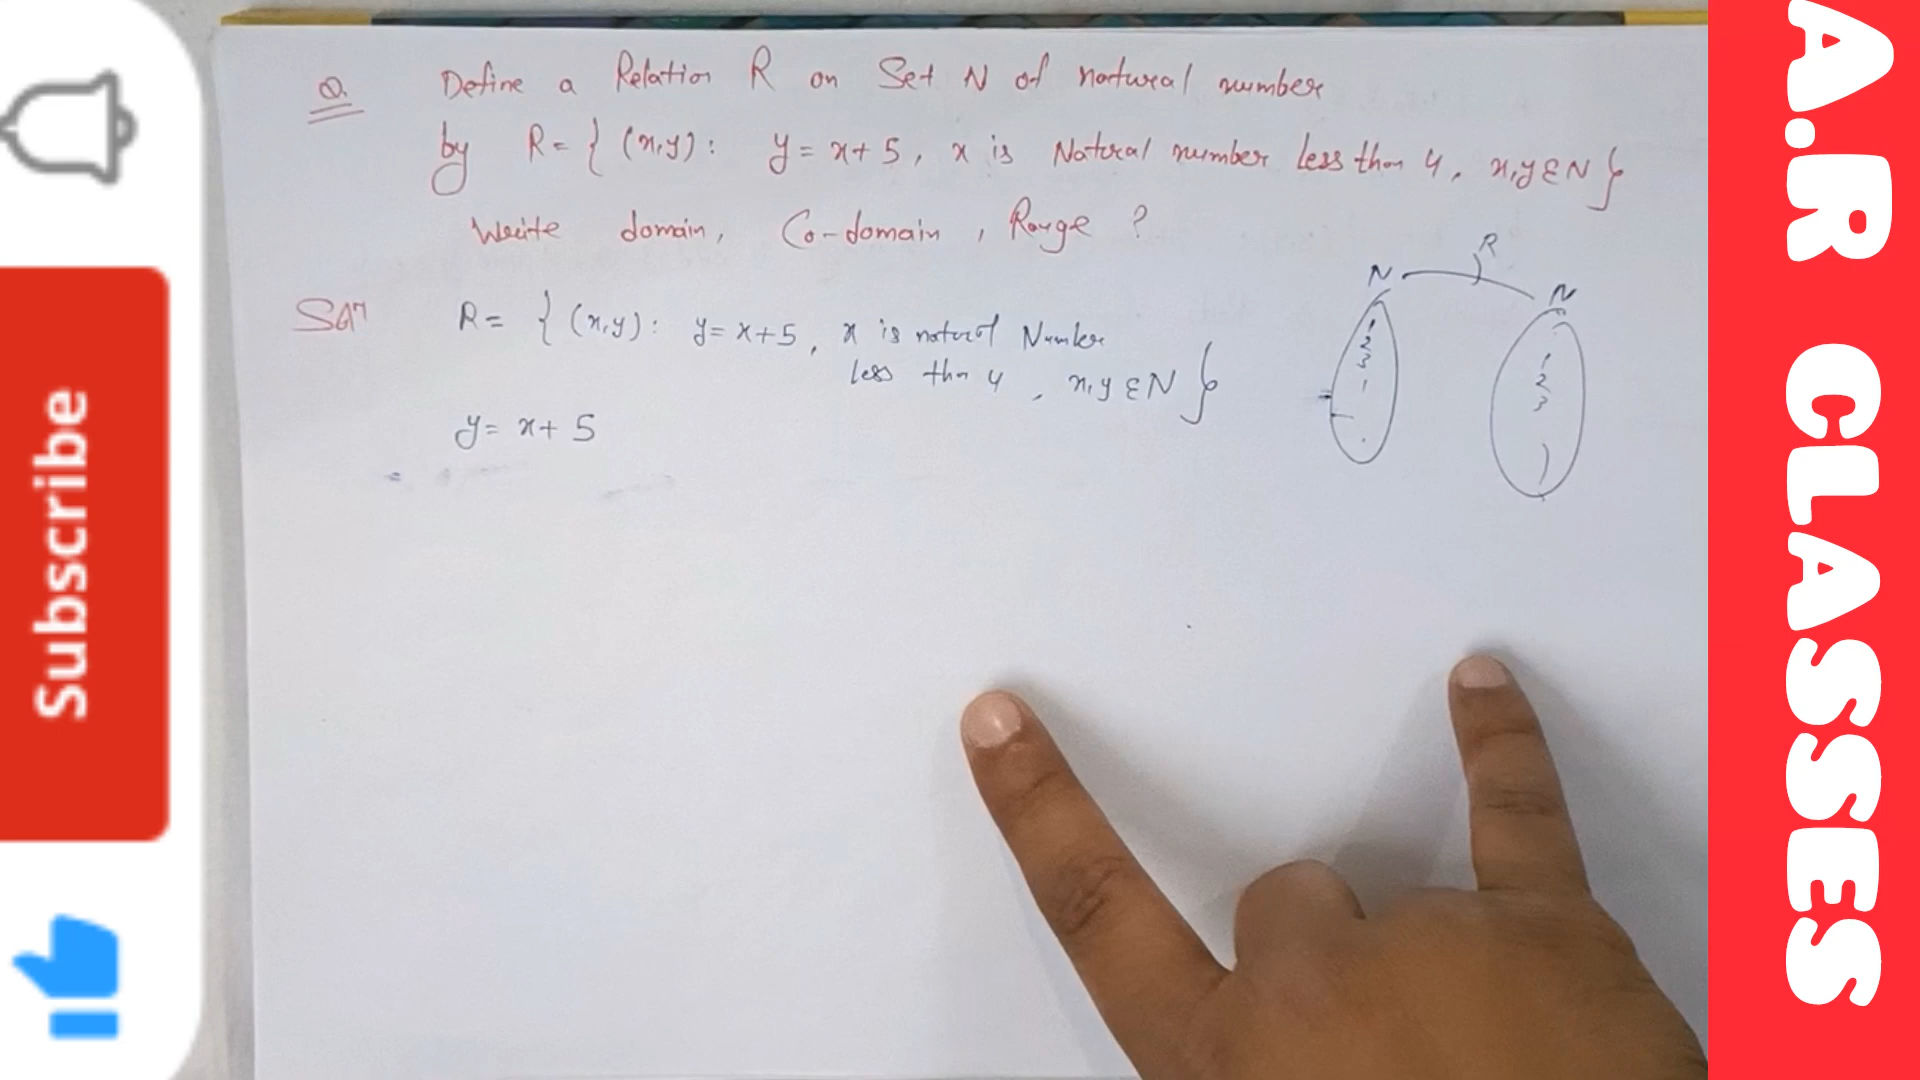 Q. Define a Relation R on Set N of natural number
by R = { (x,y) : y = x + 5 , x is Natural number less than 4 , x,y ε N }
Write domain, Co-domain , Range ?
Sol^n R = { (x,y) : y = x + 5 , x is natural Number
less than 4 , x,y ε N }
y = x + 5
R
N N
1
2
3
1
1
2
3
Subscribe
A.R CLASSES